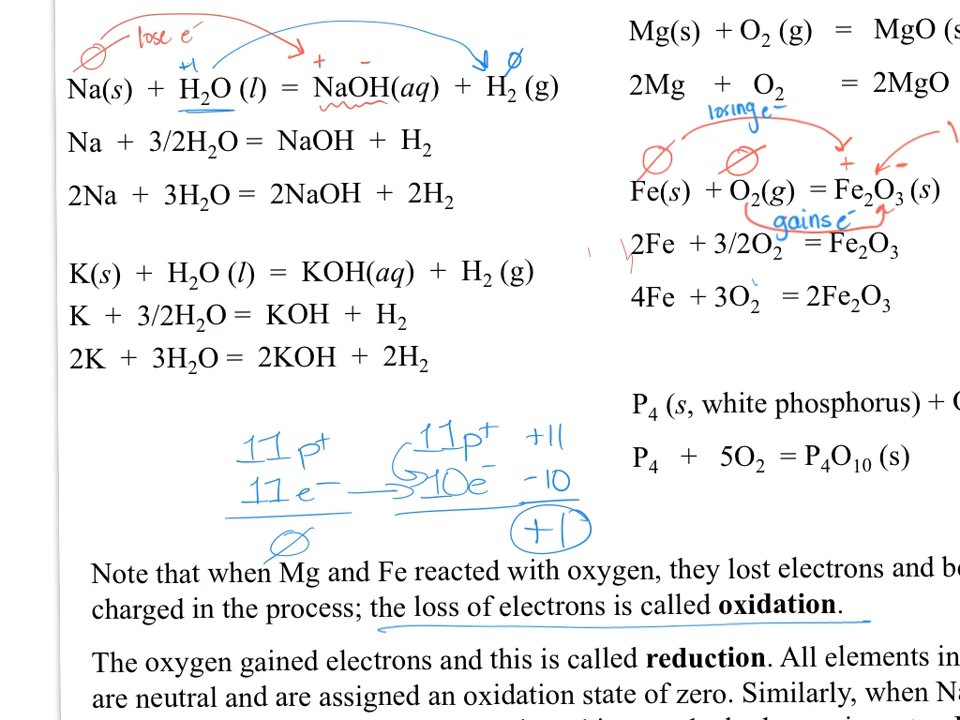 lose e⁻
∅
+1
+ -
∅
Na(s) + H₂O (l) = NaOH(aq) + H₂ (g)
Na + 3/2H₂O = NaOH + H₂
2Na + 3H₂O = 2NaOH + 2H₂
K(s) + H₂O (l) = KOH(aq) + H₂ (g)
K + 3/2H₂O = KOH + H₂
2K + 3H₂O = 2KOH + 2H₂
Mg(s) + O₂ (g) = MgO (s
2Mg + O₂ = 2MgO
losing e⁻
∅ ∅ + -
Fe(s) + O₂(g) = Fe₂O₃ (s)
gains e⁻
2Fe + 3/2O₂ = Fe₂O₃
4Fe + 3O₂ = 2Fe₂O₃
P₄ (s, white phosphorus) +
P₄ + 5O₂ = P₄O₁₀ (s)
11 p⁺ 11 p⁺ +11
11 e⁻ 10e⁻ -10
∅ +1
Note that when Mg and Fe reacted with oxygen, they lost electrons and
charged in the process; the loss of electrons is called oxidation.
The oxygen gained electrons and this is called reduction. All elements in
are neutral and are assigned an oxidation state of zero. Similarly, when